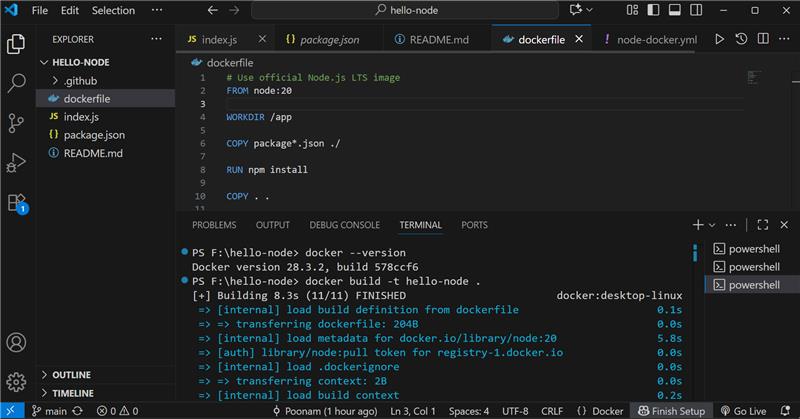 File Edit Selection ... hello-node
EXPLORER ...
HELLO-NODE
.github
dockerfile
JS index.js
{} package.json
README.md
OUTLINE
TIMELINE
JS index.js
{} package.json
README.md
dockerfile
! node-docker.yml
dockerfile
1 # Use official Node.js LTS image
2 FROM node:20
3
4 WORKDIR /app
5
6 COPY package*.json ./
7
8 RUN npm install
9
10 COPY . .
11
PROBLEMS OUTPUT DEBUG CONSOLE TERMINAL PORTS
PS F:\hello-node> docker --version
Docker version 28.3.2, build 578ccf6
PS F:\hello-node> docker build -t hello-node .
[+] Building 8.3s (11/11) FINISHED docker:desktop-linux
=> [internal] load build definition from dockerfile 0.1s
=> => transferring dockerfile: 204B 0.0s
=> [internal] load metadata for docker.io/library/node:20 5.8s
=> [auth] library/node:pull token for registry-1.docker.io 0.0s
=> [internal] load .dockerignore 0.0s
=> => transferring context: 2B 0.0s
=> [internal] load build context 0.2s
powershell
powershell
powershell
1
main 0 0 Poonam (1 hour ago) Ln 3, Col 1 Spaces: 4 UTF-8 CRLF {} Docker Finish Setup Go Live